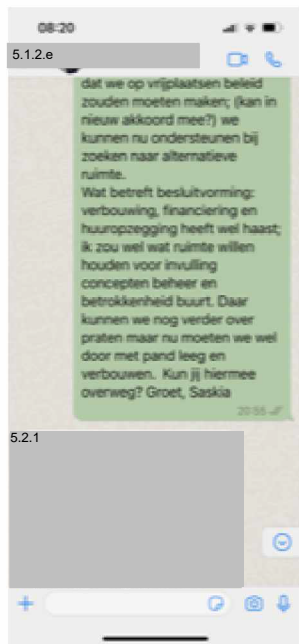 08:20
5.1.2.e
dat we op vrijplaatsen beleid
zouden moeten maken; (kan in
nieuw akkoord mee?) we
kunnen nu ondersteunen bij
zoeken naar alternatieve
ruimte.
Wat betreft besluitvorming:
verbouwing, financiering en
huuropzegging heeft wel haast;
ik zou wel wat ruimte willen
houden voor invulling
concepten beheer en
betrokkenheid buurt. Daar
kunnen we nog verder over
praten maar nu moeten we wel
door met pand leeg en
verbouwen. Kun jij hiermee
overweg? Groet, Saskia
20:55
5.2.1